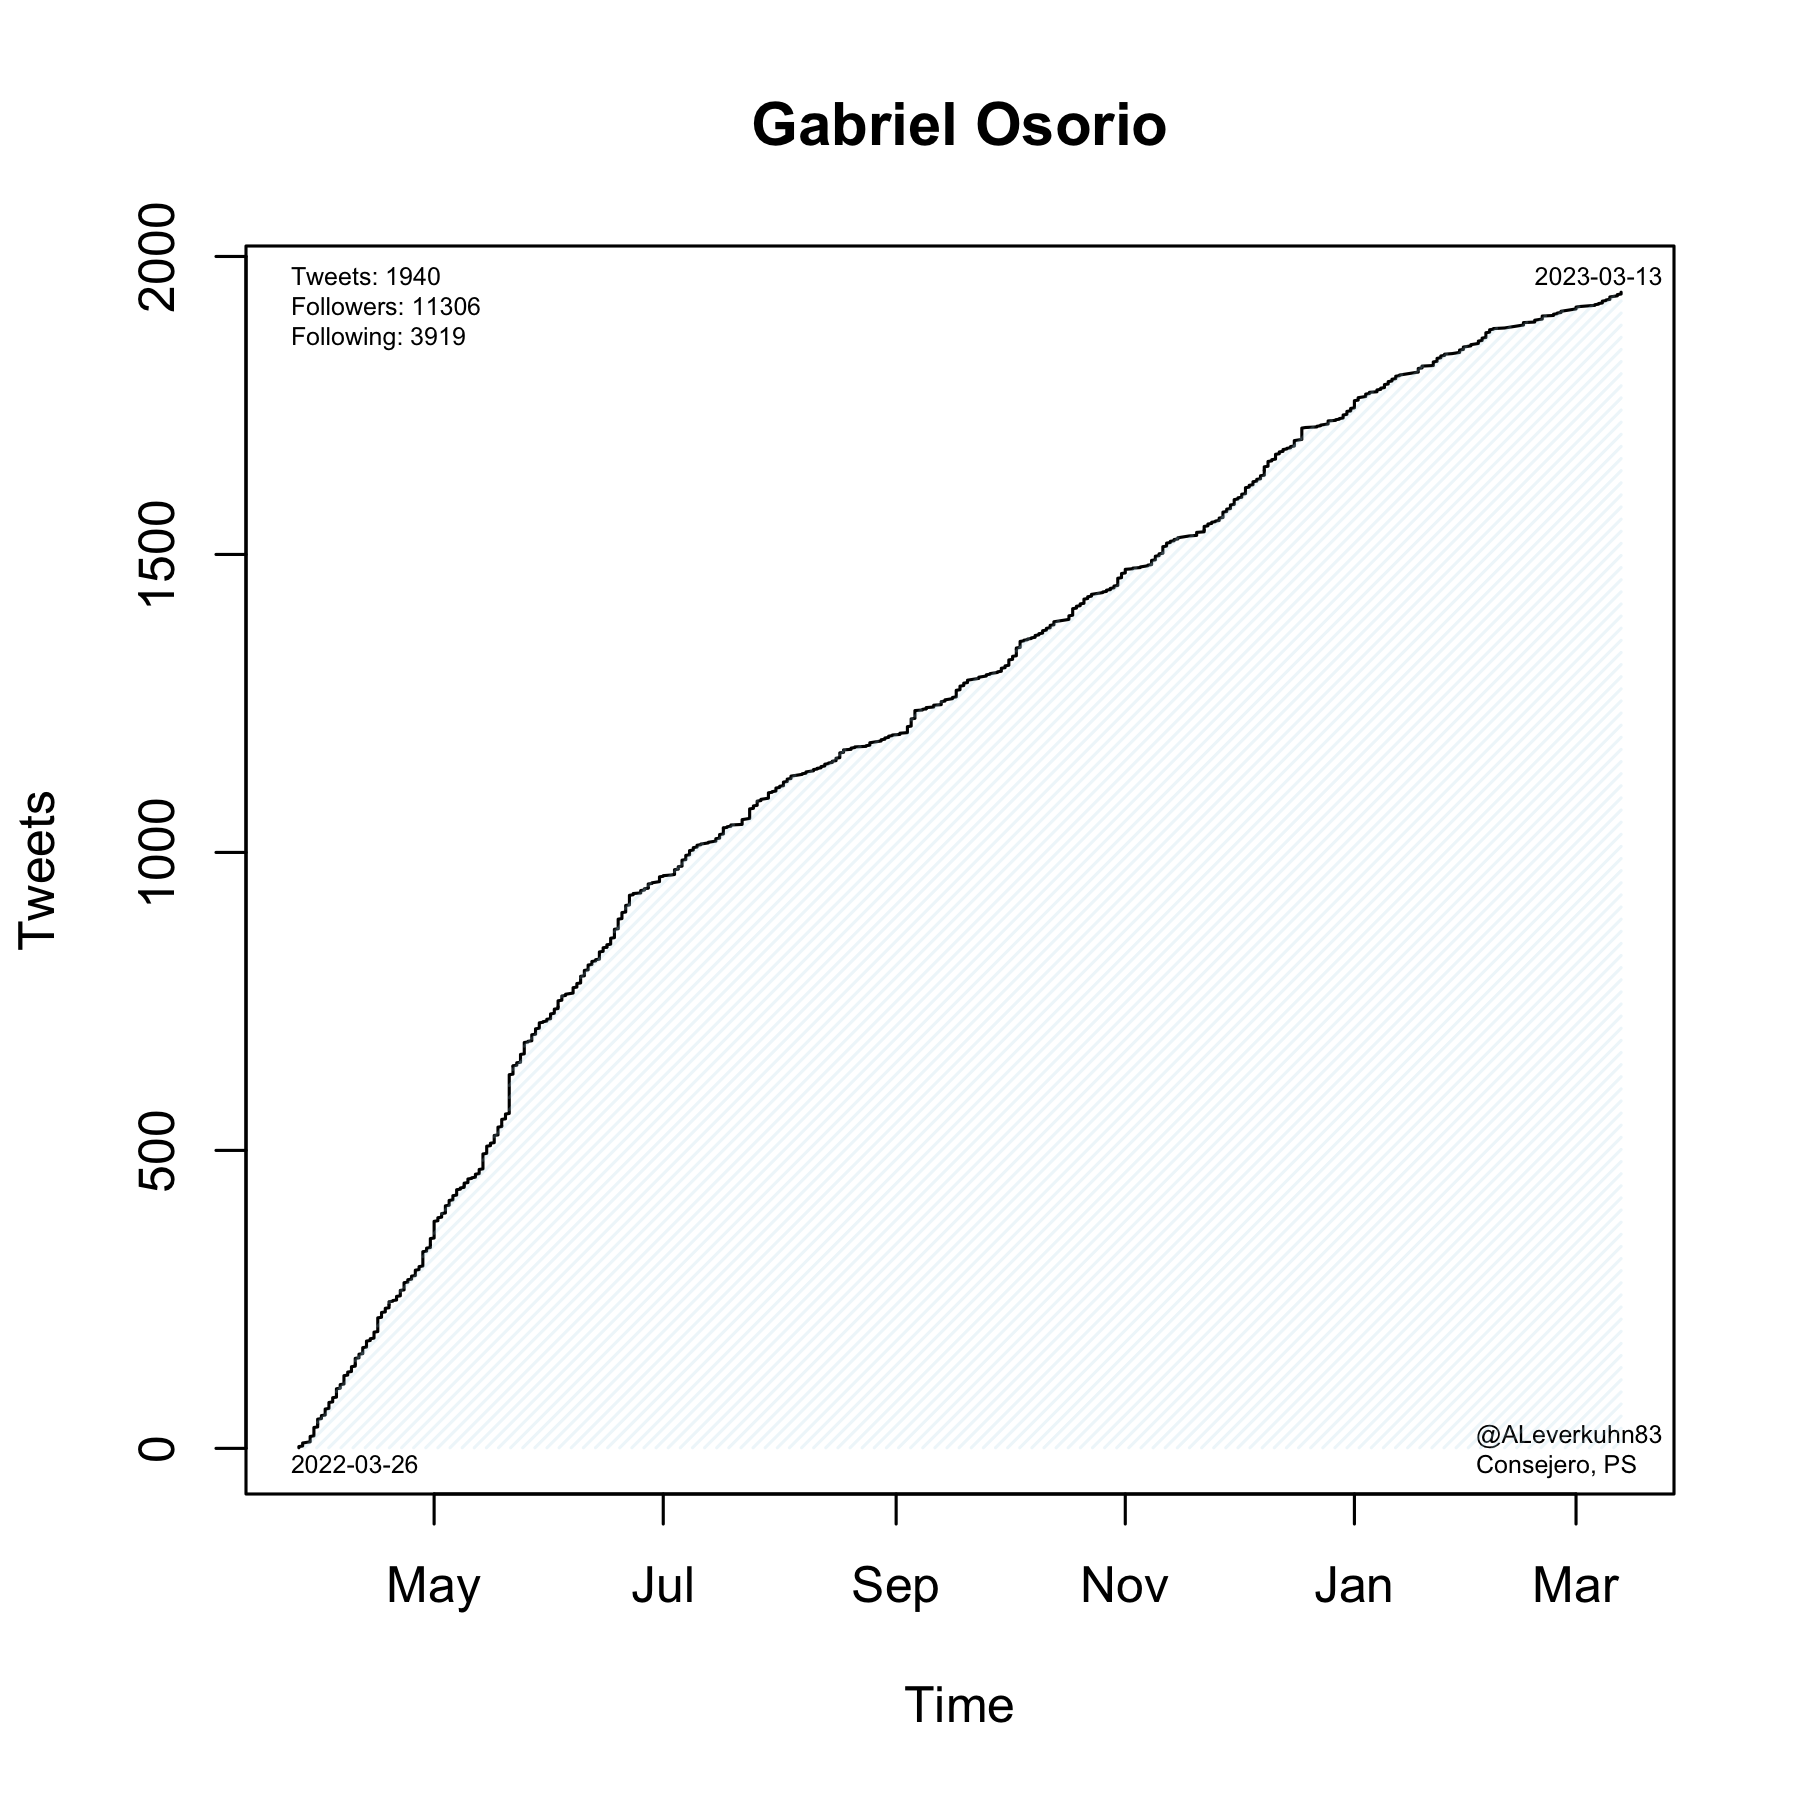 Gabriel Osorio
Tweets: 1940
Followers: 11306
Following: 3919
2023-03-13
2000
1500
1000
500
0
Tweets
2022-03-26
@ALeverkuhn83
Consejero, PS
May Jul Sep Nov Jan Mar
Time